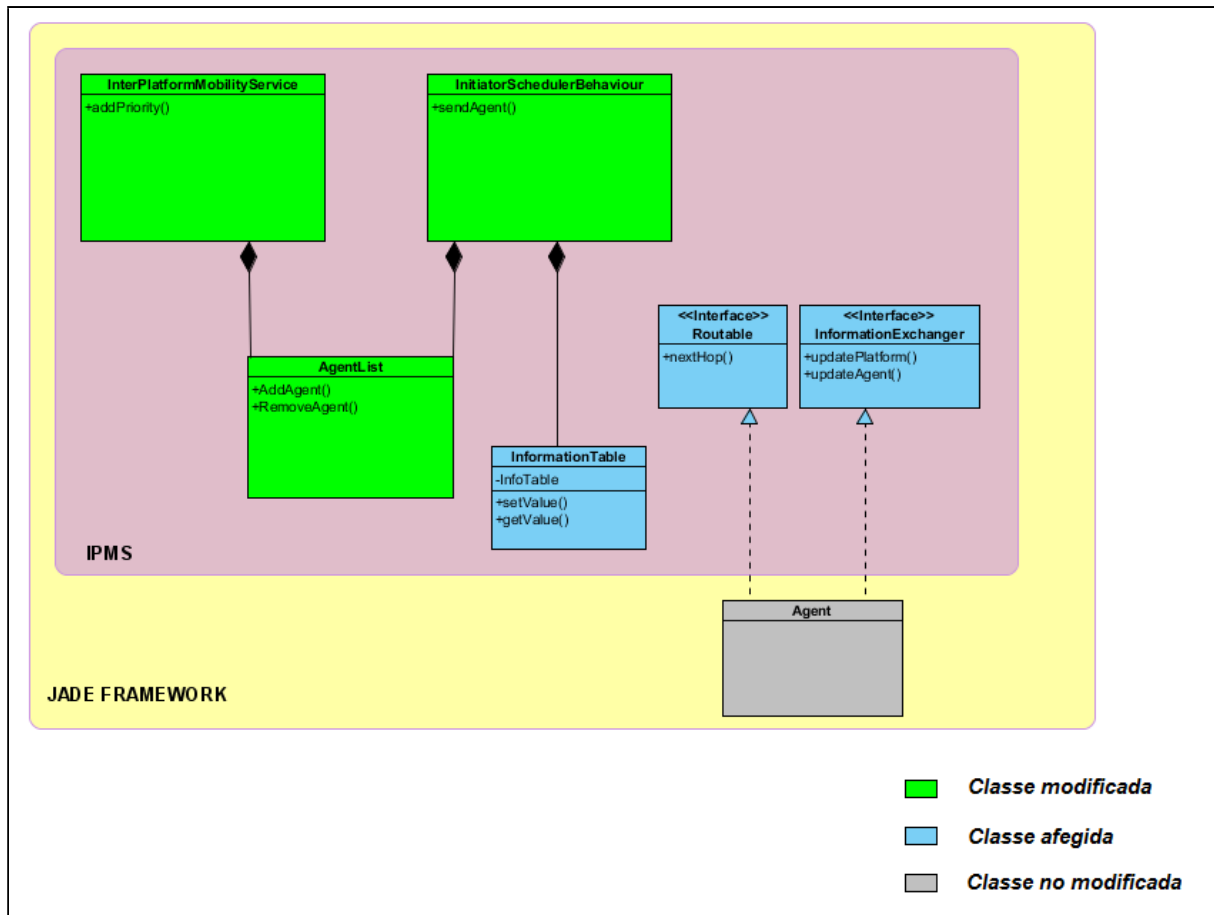 InterPlatformMobilityService
+addPriority()
InitiatorSchedulerBehaviour
+sendAgent()
<<Interface>>
Routable
+nextHop()
<<Interface>>
InformationExchanger
+updatePlatform()
+updateAgent()
AgentList
+AddAgent()
+RemoveAgent()
InformationTable
-InfoTable
+setValue()
+getValue()
IPMS
Agent
JADE FRAMEWORK
Classe modificada
Classe afegida
Classe no modificada